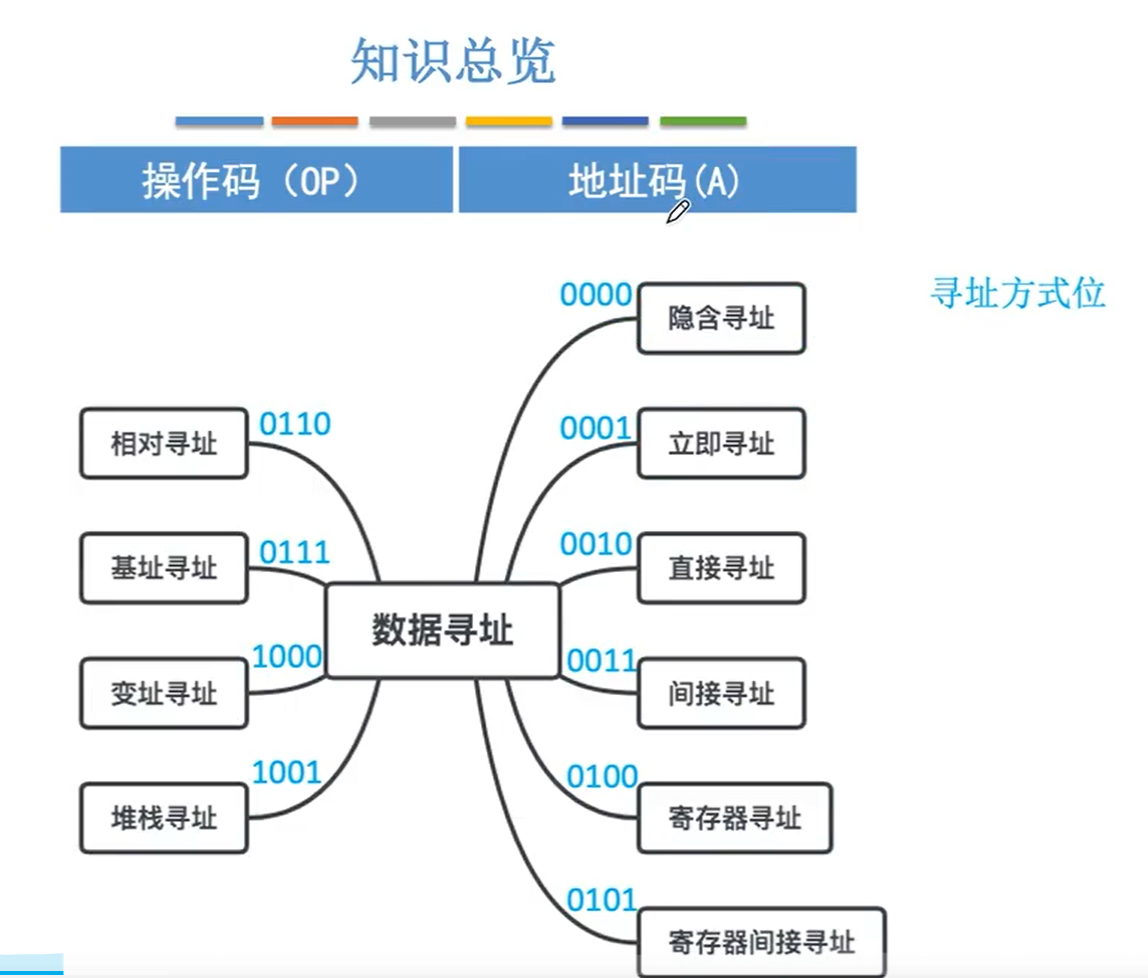 知识总览
操作码（OP） 地址码(A)
寻址方式位
0000 隐含寻址
0001 立即寻址
0010 直接寻址
0011 间接寻址
0100 寄存器寻址
0101 寄存器间接寻址
数据寻址
0110 相对寻址
0111 基址寻址
1000 变址寻址
1001 堆栈寻址